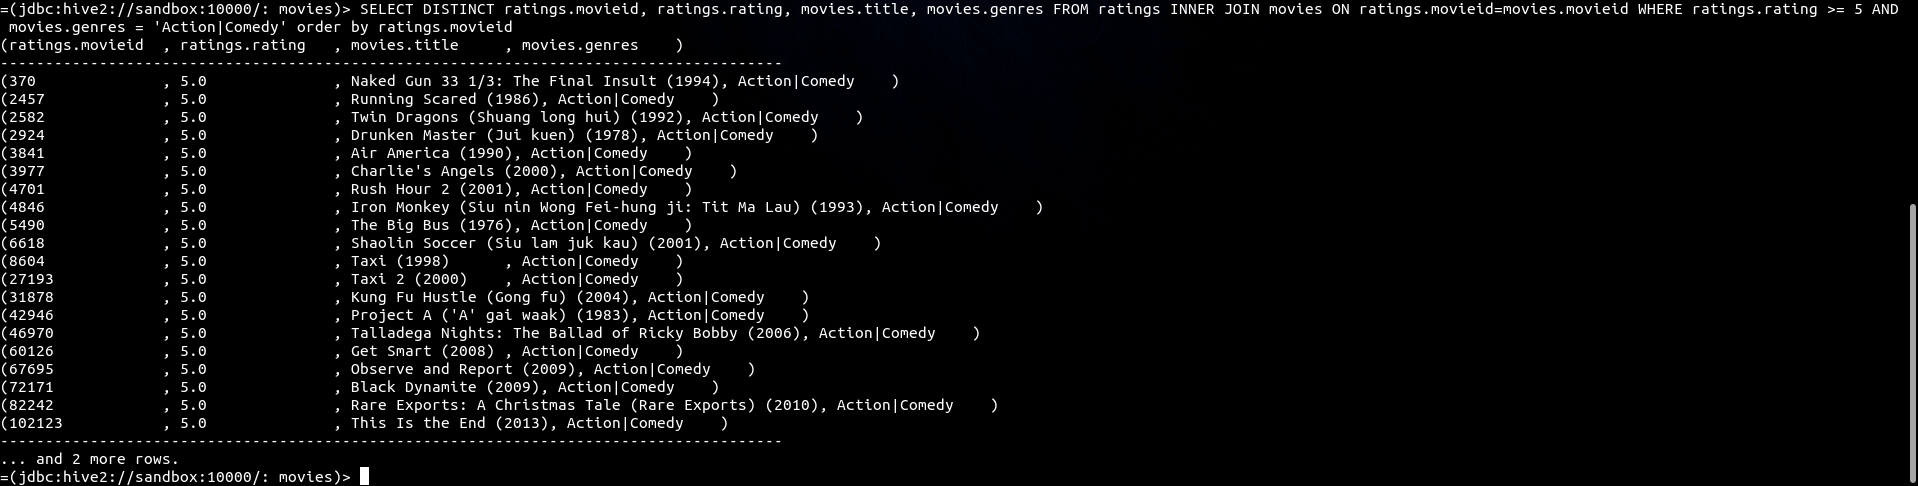 =(jdbc:hive2://sandbox:10000/: movies)> SELECT DISTINCT ratings.movieid, ratings.rating, movies.title, movies.genres FROM ratings INNER JOIN movies ON ratings.movieid=movies.movieid WHERE ratings.rating >= 5 AND
 movies.genres = 'Action|Comedy' order by ratings.movieid
(ratings.movieid  , ratings.rating   , movies.title     , movies.genres    )
---------------------------------------------------------------------------------------
(370              , 5.0              , Naked Gun 33 1/3: The Final Insult (1994), Action|Comedy    )
(2457             , 5.0              , Running Scared (1986), Action|Comedy    )
(2582             , 5.0              , Twin Dragons (Shuang long hui) (1992), Action|Comedy    )
(2924             , 5.0              , Drunken Master (Jui kuen) (1978), Action|Comedy    )
(3841             , 5.0              , Air America (1990), Action|Comedy    )
(3977             , 5.0              , Charlie's Angels (2000), Action|Comedy    )
(4701             , 5.0              , Rush Hour 2 (2001), Action|Comedy    )
(4846             , 5.0              , Iron Monkey (Siu nin Wong Fei-hung ji: Tit Ma Lau) (1993), Action|Comedy    )
(5490             , 5.0              , The Big Bus (1976), Action|Comedy    )
(6618             , 5.0              , Shaolin Soccer (Siu lam juk kau) (2001), Action|Comedy    )
(8604             , 5.0              , Taxi (1998)      , Action|Comedy    )
(27193            , 5.0              , Taxi 2 (2000)    , Action|Comedy    )
(31878            , 5.0              , Kung Fu Hustle (Gong fu) (2004), Action|Comedy    )
(42946            , 5.0              , Project A ('A' gai waak) (1983), Action|Comedy    )
(46970            , 5.0              , Talladega Nights: The Ballad of Ricky Bobby (2006), Action|Comedy    )
(60126            , 5.0              , Get Smart (2008) , Action|Comedy    )
(67695            , 5.0              , Observe and Report (2009), Action|Comedy    )
(72171            , 5.0              , Black Dynamite (2009), Action|Comedy    )
(82242            , 5.0              , Rare Exports: A Christmas Tale (Rare Exports) (2010), Action|Comedy    )
(102123           , 5.0              , This Is the End (2013), Action|Comedy    )
---------------------------------------------------------------------------------------
... and 2 more rows.
=(jdbc:hive2://sandbox:10000/: movies)>